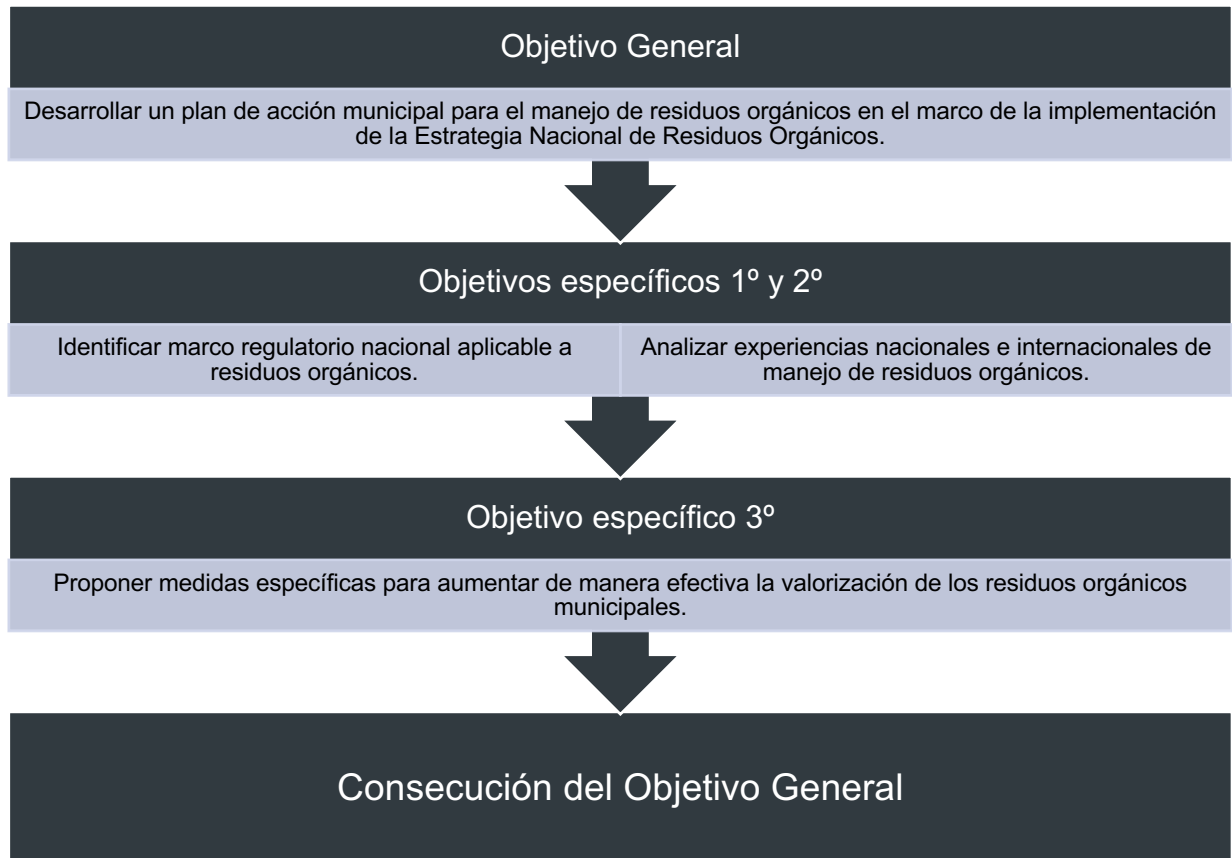 Objetivo General
Desarrollar un plan de acción municipal para el manejo de residuos orgánicos en el marco de la implementación
de la Estrategia Nacional de Residuos Orgánicos.
Objetivos específicos 1º y 2º
Identificar marco regulatorio nacional aplicable a
residuos orgánicos.
Analizar experiencias nacionales e internacionales de
manejo de residuos orgánicos.
Objetivo específico 3º
Proponer medidas específicas para aumentar de manera efectiva la valorización de los residuos orgánicos
municipales.
Consecución del Objetivo General